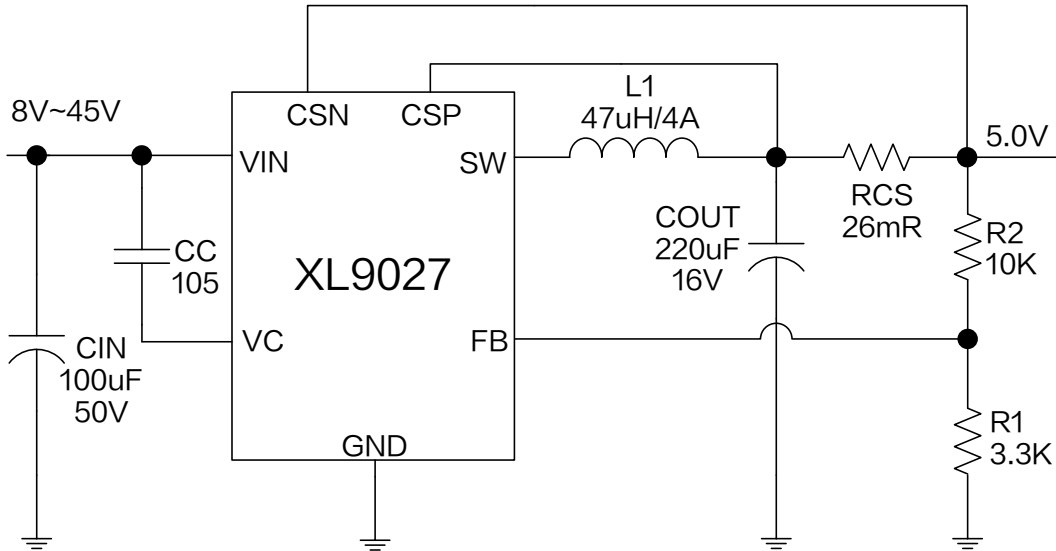 8V~45V
CSN
CSP
L1
47uH/4A
5.0V
VIN
SW
RCS
26mR
COUT
220uF
16V
R2
10K
CC
105
XL9027
VC
FB
CIN
100uF
50V
GND
R1
3.3K